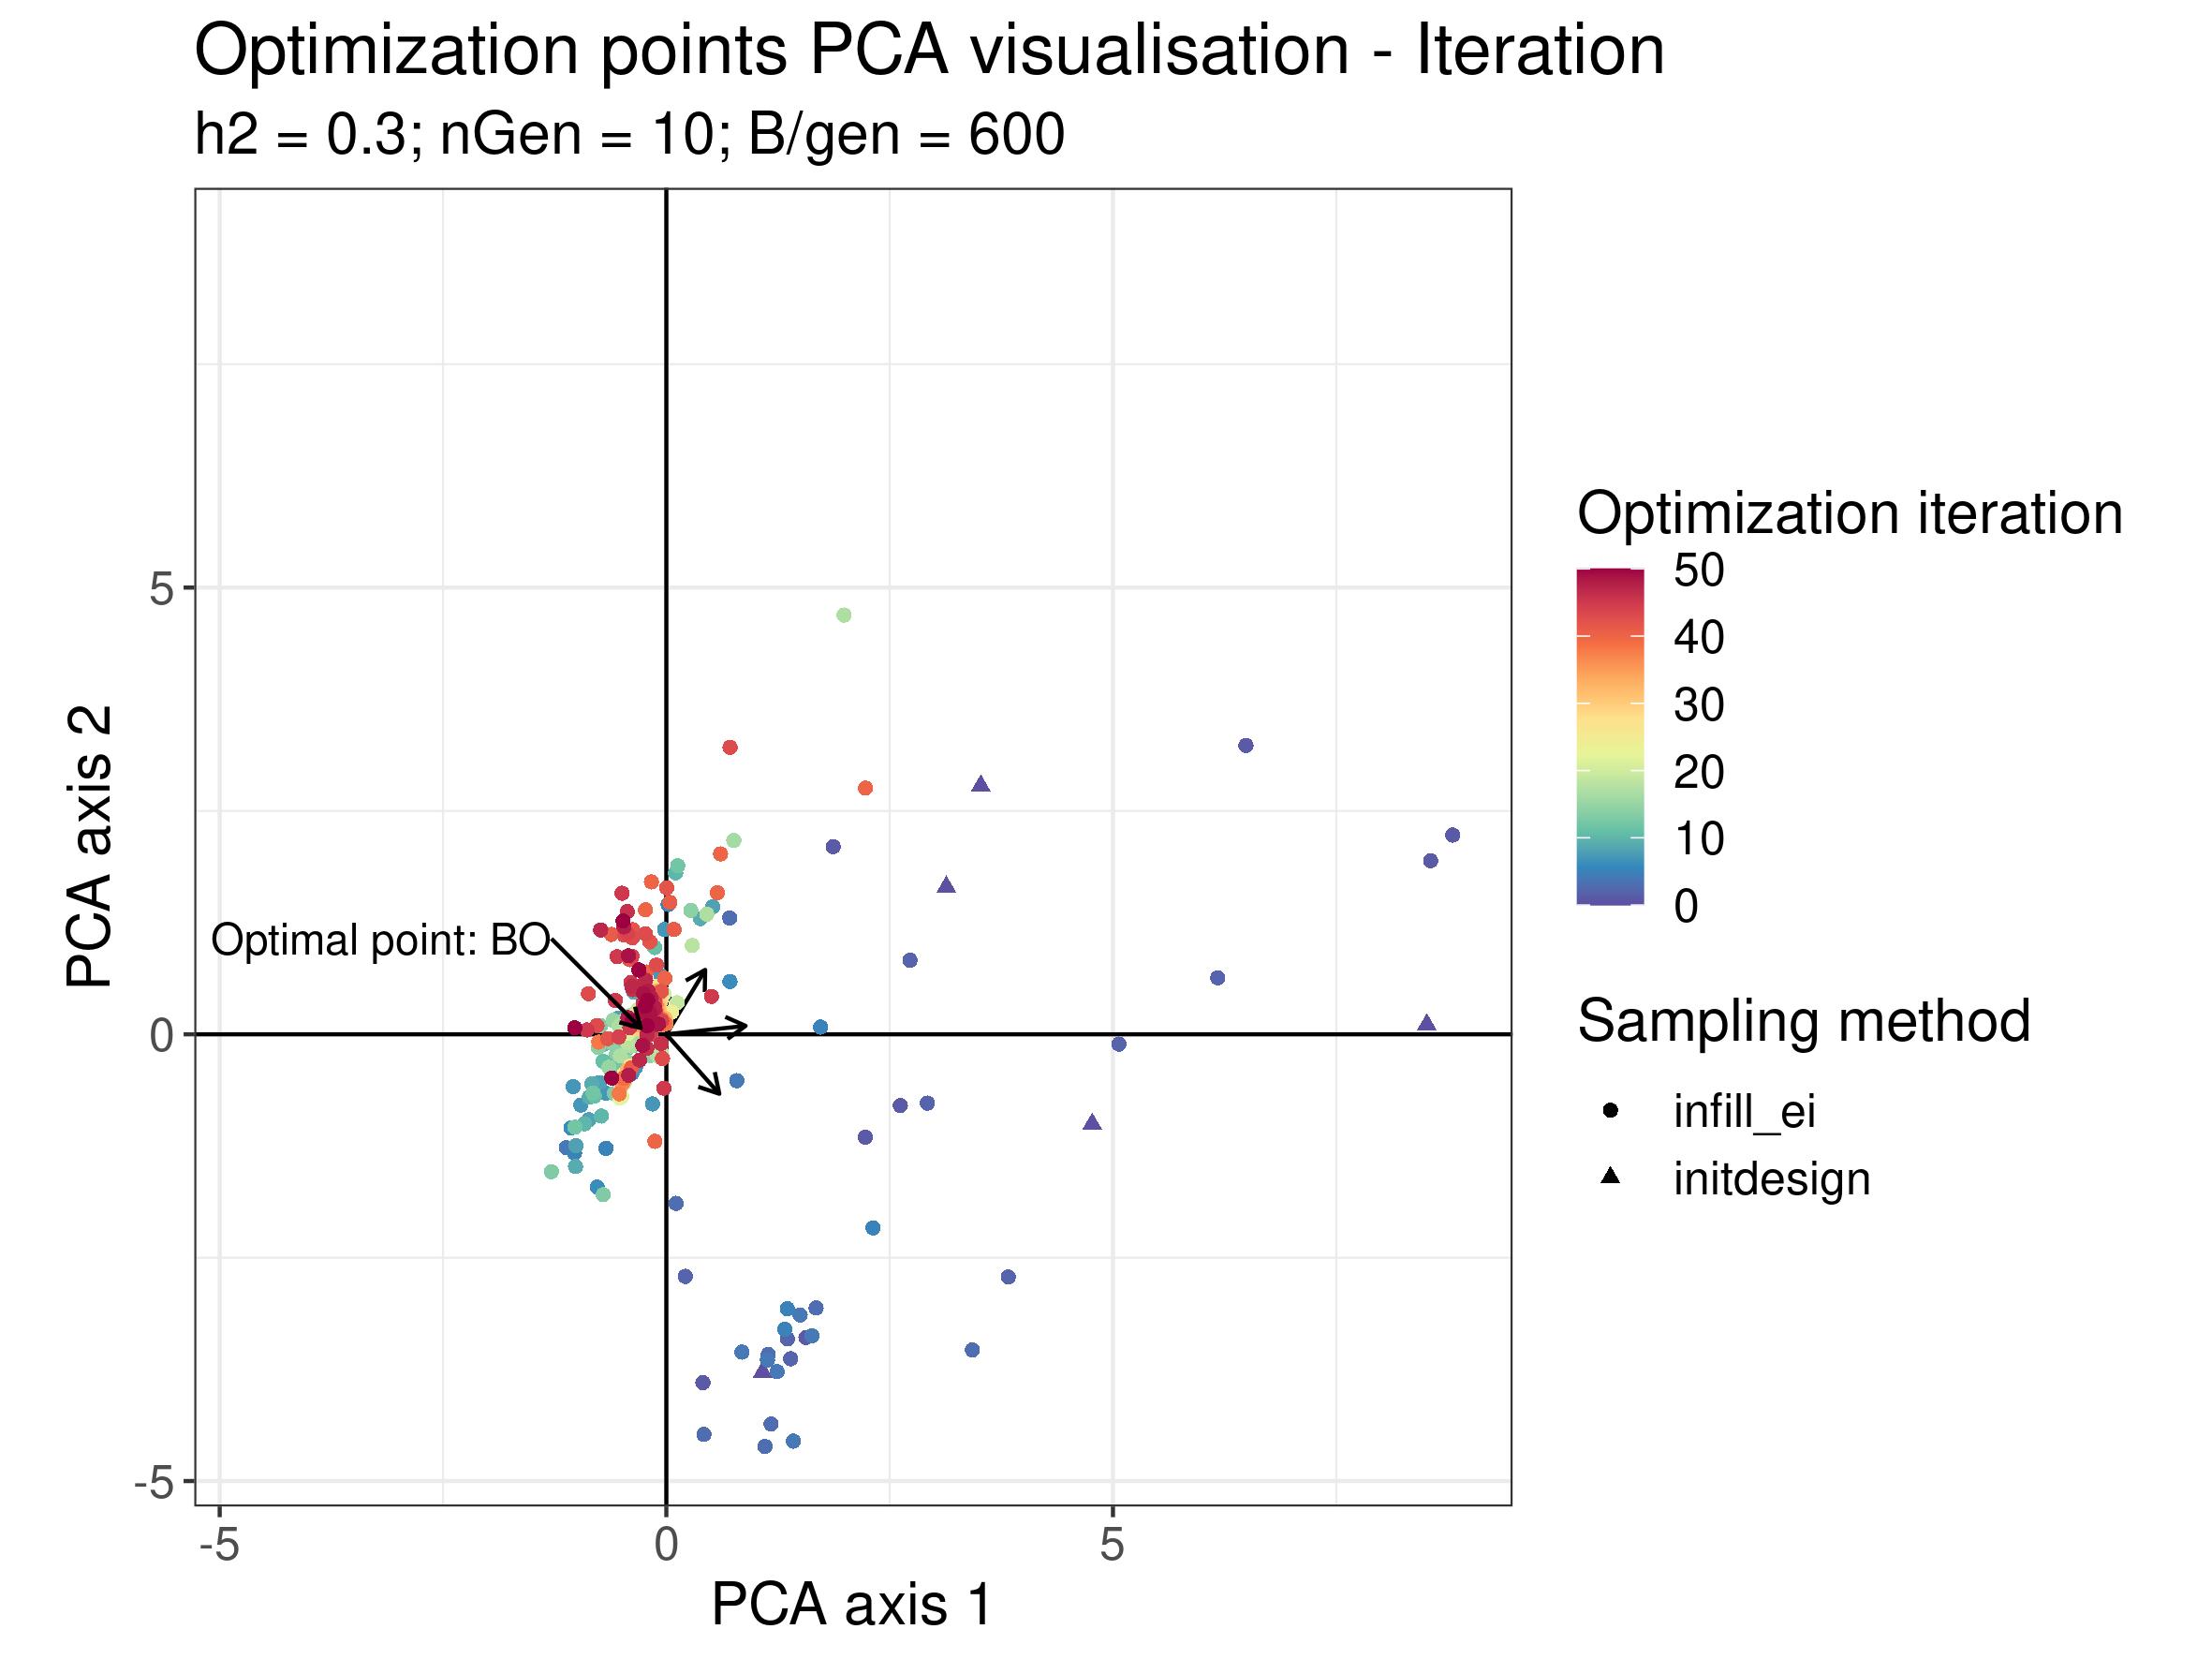 Optimization points PCA visualisation - Iteration
h2 = 0.3; nGen = 10; B/gen = 600
PCA axis 2
5
0
-5
Optimal point: BO
-5
0
5
PCA axis 1
Optimization iteration
50
40
30
20
10
0
Sampling method
infill_ei
initdesign